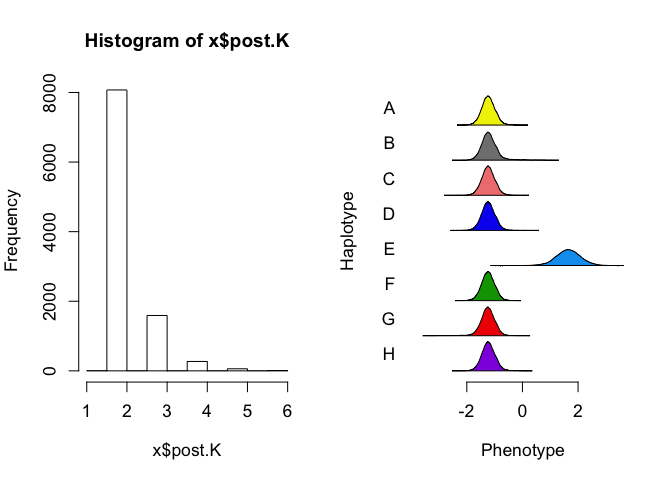 Histogram of x$post.K
Frequency
0
2000
4000
6000
8000
1 2 3 4 5 6
x$post.K
Haplotype
A
B
C
D
E
F
G
H
-2 0 2
Phenotype